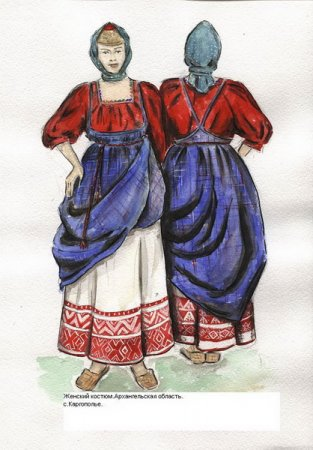 Женский костюм.Архангельская область.
с.Каргополье.